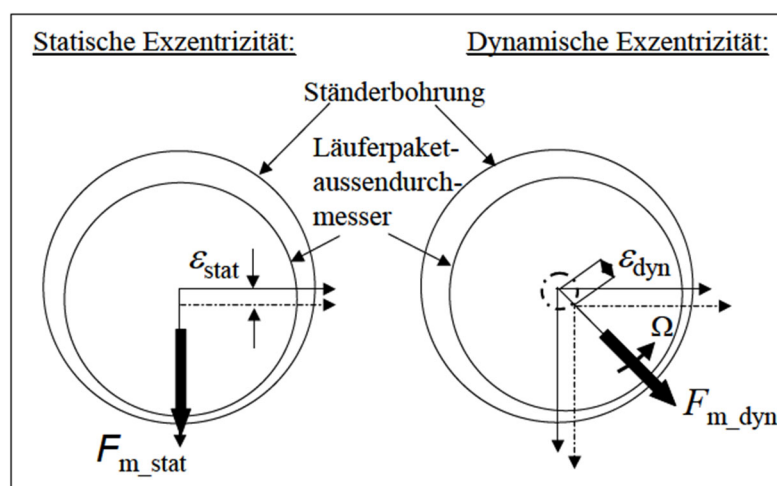 Statische Exzentrizität:
Dynamische Exzentrizität:
Ständerbohrung
Läuferpaket-
aussendurch-
messer
ε_stat
ε_dyn
Ω
F_m_stat
F_m_dyn